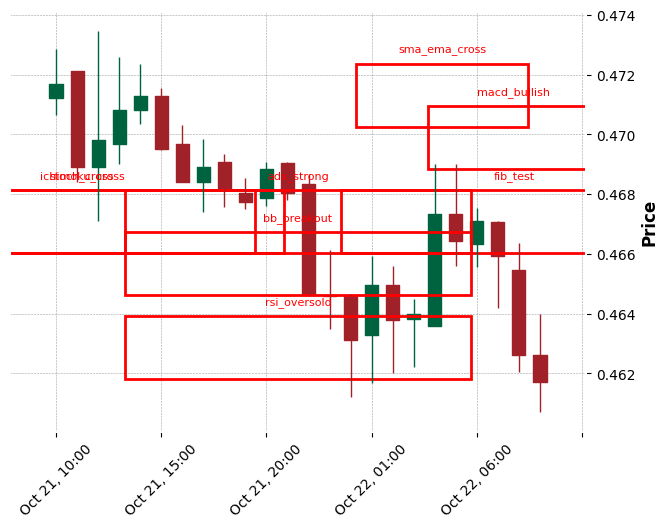 0.474
sma_ema_cross
0.472
macd_bullish
0.470
stoch_cross
adx_strong
fib_test
0.468
bb_breakout
Price
0.466
rsi_oversold
0.464
0.462
Oct 21, 10:00
Oct 21, 15:00
Oct 21, 20:00
Oct 22, 01:00
Oct 22, 06:00